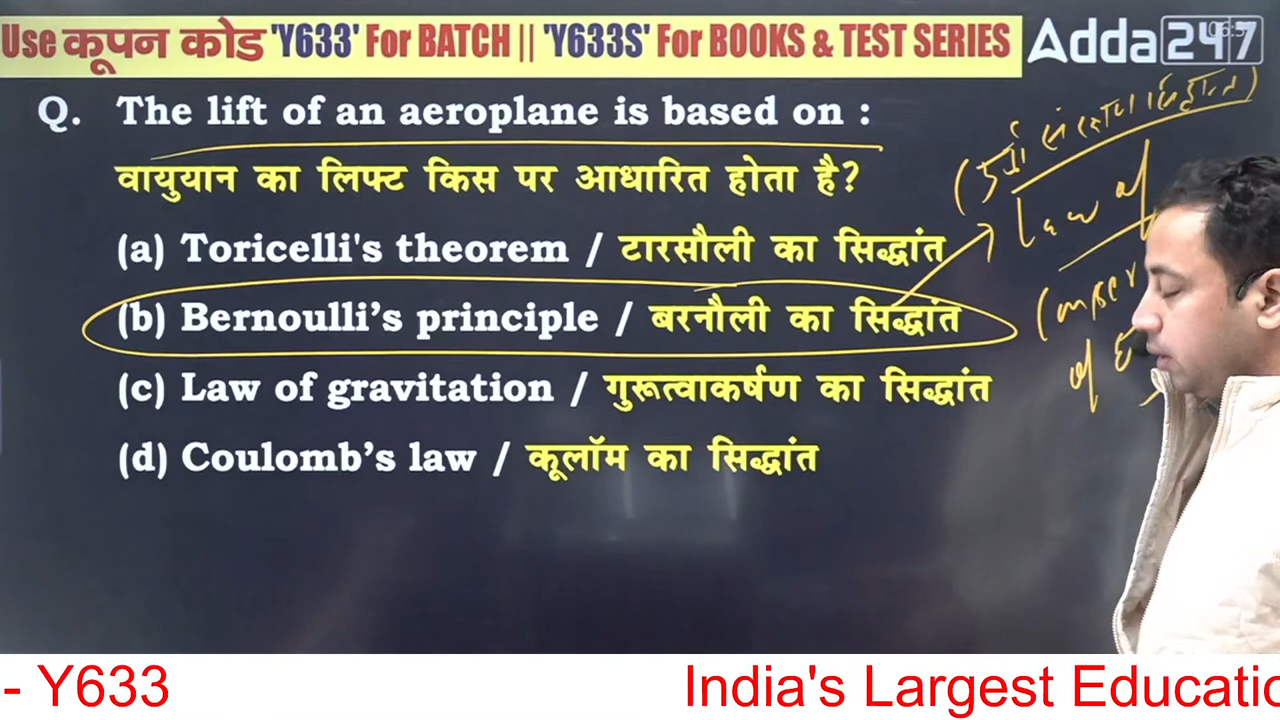 Use कूपन कोड 'Y633' For BATCH || 'Y633S' For BOOKS & TEST SERIES
Adda247
Q. The lift of an aeroplane is based on :
वायुयान का लिफ्ट किस पर आधारित होता है?
(a) Toricelli's theorem / टारसौली का सिद्धांत
(b) Bernoulli’s principle / बरनौली का सिद्धांत
(c) Law of gravitation / गुरूत्वाकर्षण का सिद्धांत
(d) Coulomb’s law / कूलॉम का सिद्धांत
Law of
of
- Y633
India's Largest Educatio